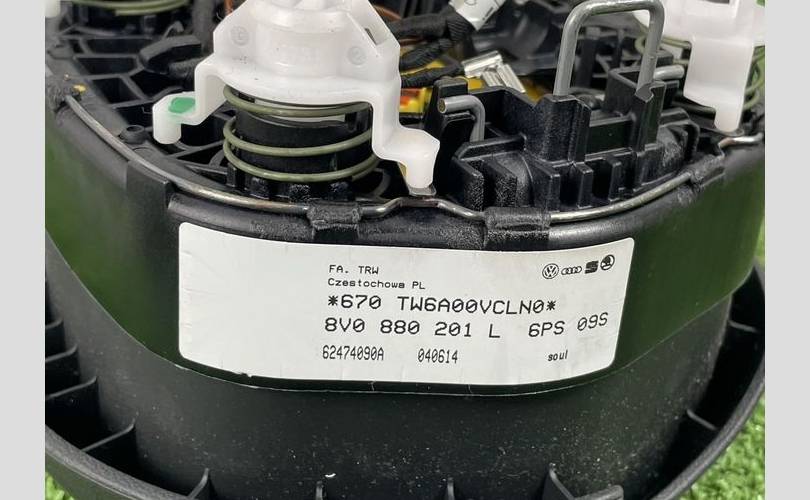 FA. TRW
Czestochowa PL
*670 TW6A00VCLN0*
8V0 880 201 L 6PS 09S
62474090A 040614 soul